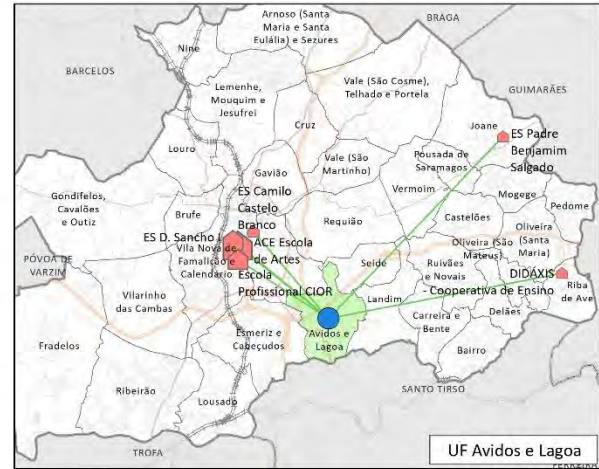 Arnoso (Santa
Maria e Santa
Eulália) e Sezures
BRAGA
Nine
BARCELOS
Vale (São Cosme),
Telhado e Portela
GUIMARÃES
Lemenhe,
Mouquim e
Jesufrei
Cruz
Joane
ES Padre
Benjamim
Salgado
Louro
Vale (São
Martinho)
Pousada de
Saramagos
Gavião
Vermoim
Mogege
Pedome
Gondifelos,
Cavalões
e Outiz
ES Camilo
Castelo
Branco
Brufe
Requião
Castelões
Oliveira
(Santa
Maria)
ES D. Sancho
ACE Escola
de Artes
Oliveira (São
Mateus)
PÓVOA DE
VARZIM
Vila Nova de
Famalicão e
Calendário
Escola
Profissional CIOR
Seide
Ruivães
e Novais
DIDÁXIS
Cooperativa de Ensino
Riba
de Ave
Vilarinho
das Cambas
Landim
Delães
Carreira e
Bente
Avidos e
Lagoa
Esmeriz e
Cabeçudos
Fradelos
Bairro
Ribeirão
SANTO TIRSO
Lousado
TROFA
UF Avidos e Lagoa